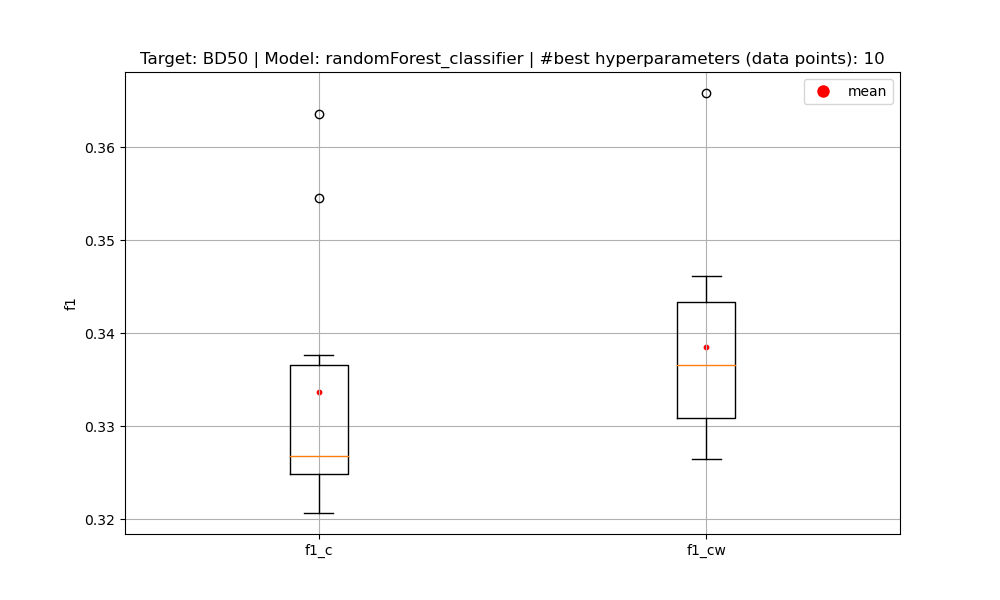 Target: BD50 | Model: randomForest_classifier | #best hyperparameters (data points): 10
mean
0.36
0.35
0.34
0.33
0.32
f1
f1_c
f1_cw